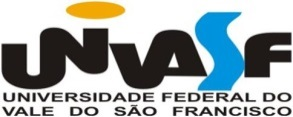 UNIVASF
UNIVERSIDADE FEDERAL DO
VALE DO SÃO FRANCISCO